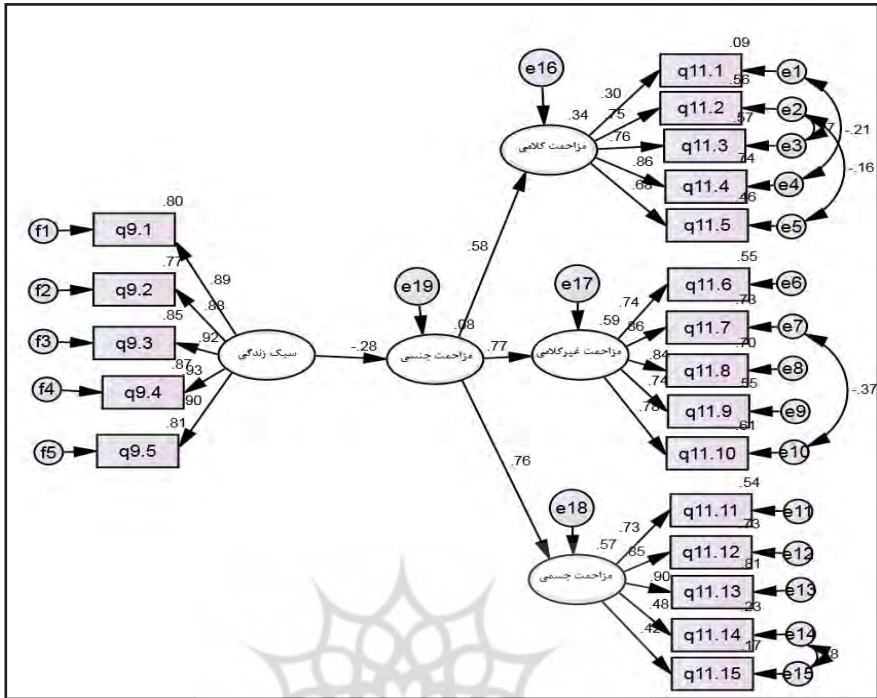 .09
e16
q11.1
e1
.30
.56
.34
.75
q11.2
e2
.57
مزاحمت کلامی
.76
q11.3
e3
-.21
.86
.74
-.16
q11.4
e4
.68
.46
q11.5
e5
.80
f1
q9.1
.58
.77
.89
f2
q9.2
.88
.85
f3
q9.3
.92
سبک زندگی
.87
.93
f4
q9.4
.90
.81
f5
q9.5
-.28
e19
.08
مزاحمت جنسی
.77
.76
e17
.55
q11.6
e6
.74
.73
.59
.86
q11.7
e7
مزاحمت غیرکلامی
.70
.84
q11.8
e8
.74
.55
q11.9
e9
-.37
.78
.61
q11.10
e10
e18
.54
q11.11
e11
.73
.73
.57
.85
q11.12
e12
مزاحمت جسمی
.81
.90
q11.13
e13
.48
.23
q11.14
e14
.42
.17
q11.15
e15